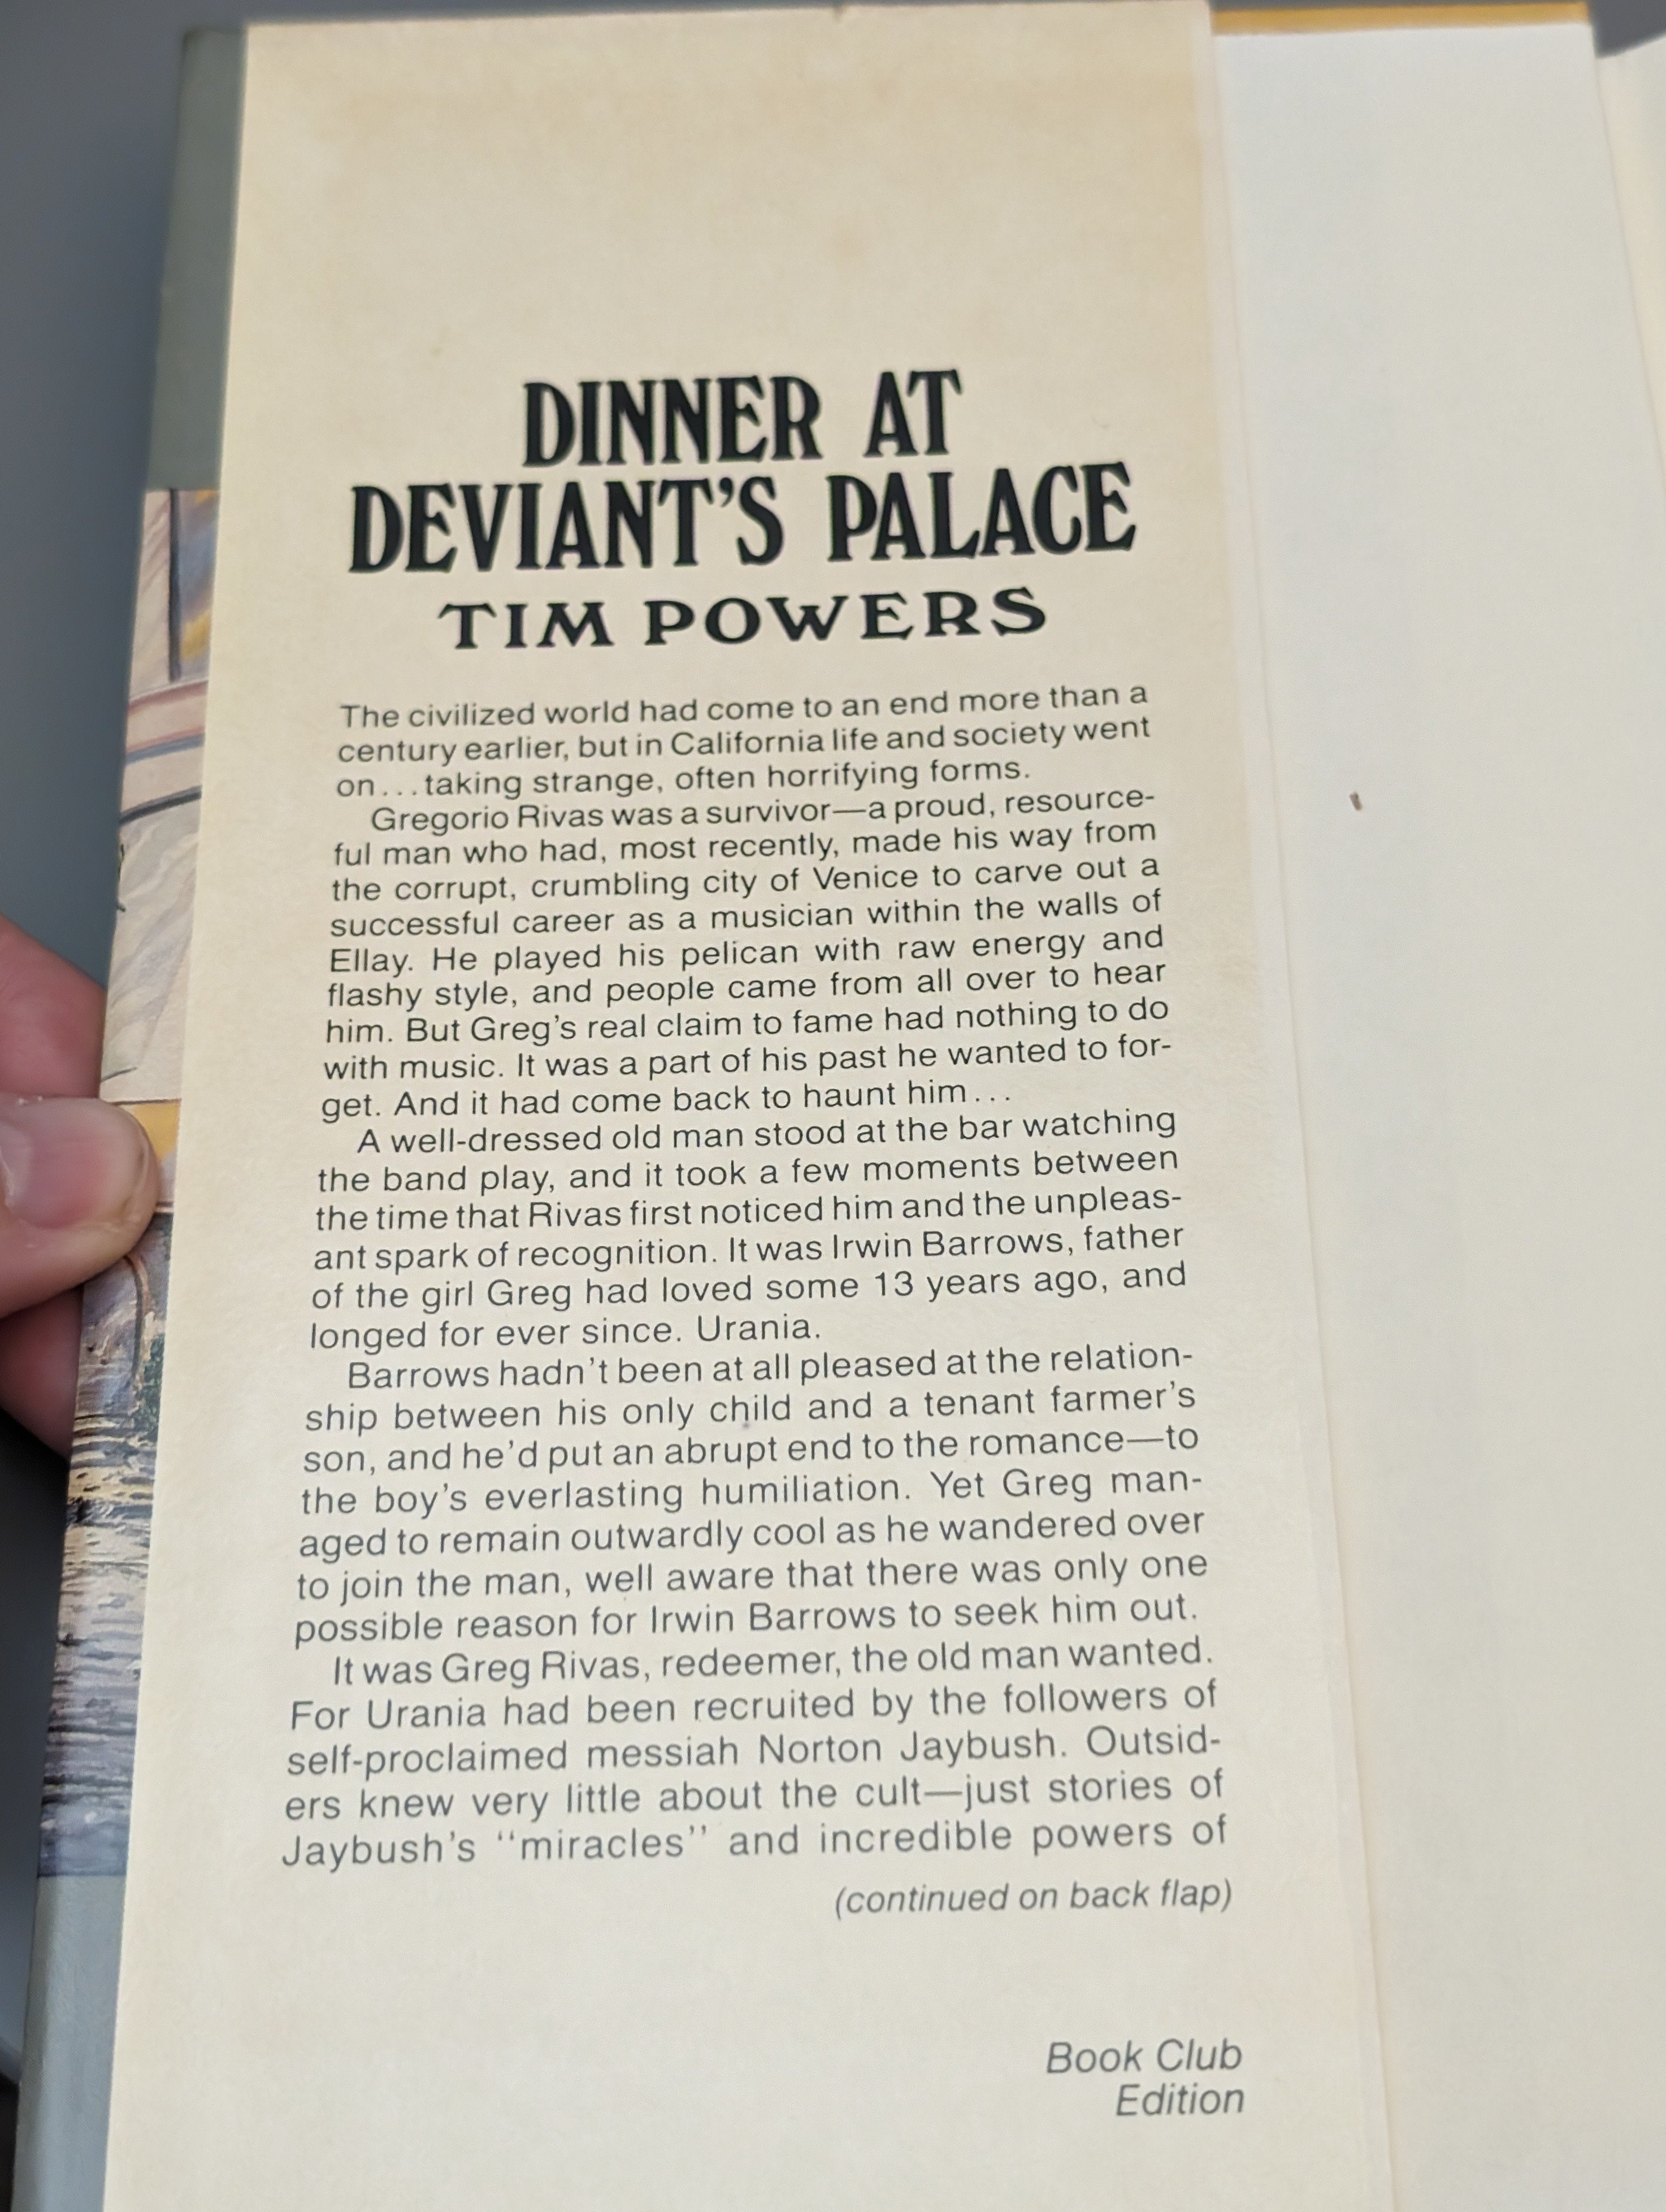 DINNER AT
DEVIANT'S PALACE
TIM POWERS
The civilized world had come to an end more than a
century earlier, but in California life and society went
on...taking strange, often horrifying forms.
Gregorio Rivas was a survivor—a proud, resource-
ful man who had, most recently, made his way from
the corrupt, crumbling city of Venice to carve out a
successful career as a musician within the walls of
Ellay. He played his pelican with raw energy and
flashy style, and people came from all over to hear
him. But Greg's real claim to fame had nothing to do
with music. It was a part of his past he wanted to for-
get. And it had come back to haunt him...
A well-dressed old man stood at the bar watching
the band play, and it took a few moments between
the time that Rivas first noticed him and the unpleas-
ant spark of recognition. It was Irwin Barrows, father
of the girl Greg had loved some 13 years ago, and
longed for ever since. Urania.
Barrows hadn't been at all pleased at the relation-
ship between his only child and a tenant farmer's
son, and he'd put an abrupt end to the romance—to
the boy's everlasting humiliation. Yet Greg man-
aged to remain outwardly cool as he wandered over
to join the man, well aware that there was only one
possible reason for Irwin Barrows to seek him out.
It was Greg Rivas, redeemer, the old man wanted.
For Urania had been recruited by the followers of
self-proclaimed messiah Norton Jaybush. Outsid-
ers knew very little about the cult—just stories of
Jaybush's "miracles" and incredible powers of
(continued on back flap)
Book Club
Edition